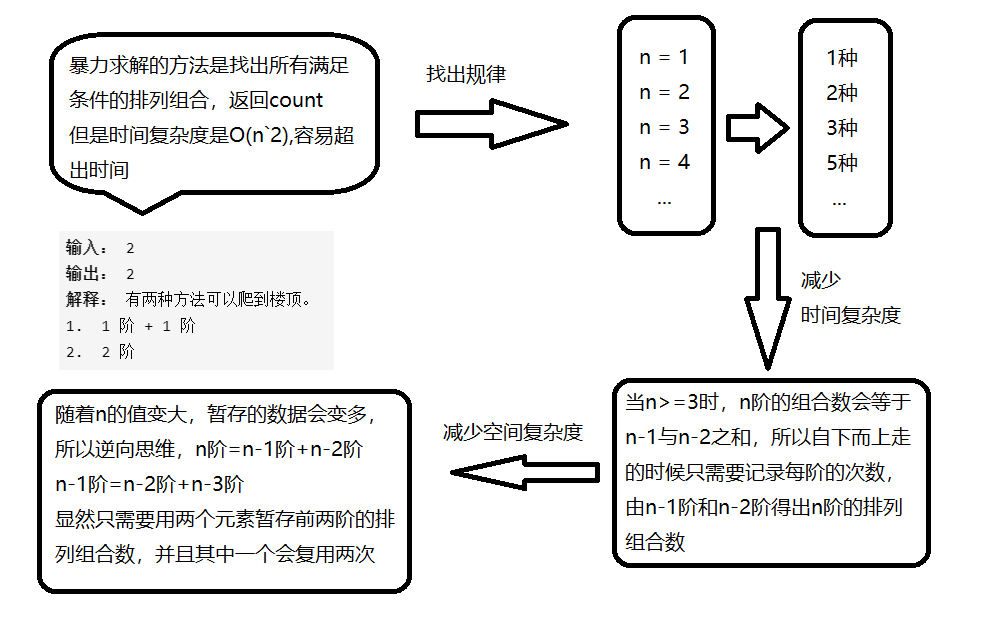 暴力求解的方法是找出所有满足
条件的排列组合，返回count
但是时间复杂度是O(n`2),容易超
出时间
找出规律
n = 1
n = 2
n = 3
n = 4
...
1种
2种
3种
5种
...
输入： 2
输出： 2
解释： 有两种方法可以爬到楼顶。
1. 1 阶 + 1 阶
2. 2 阶
减少
时间复杂度
当n>=3时，n阶的组合数会等于
n-1与n-2之和，所以自下而上走
的时候只需要记录每阶的次数，
由n-1阶和n-2阶得出n阶的排列
组合数
减少空间复杂度
随着n的值变大，暂存的数据会变多，
所以逆向思维，n阶=n-1阶+n-2阶
n-1阶=n-2阶+n-3阶
显然只需要用两个元素暂存前两阶的排
列组合数，并且其中一个会复用两次